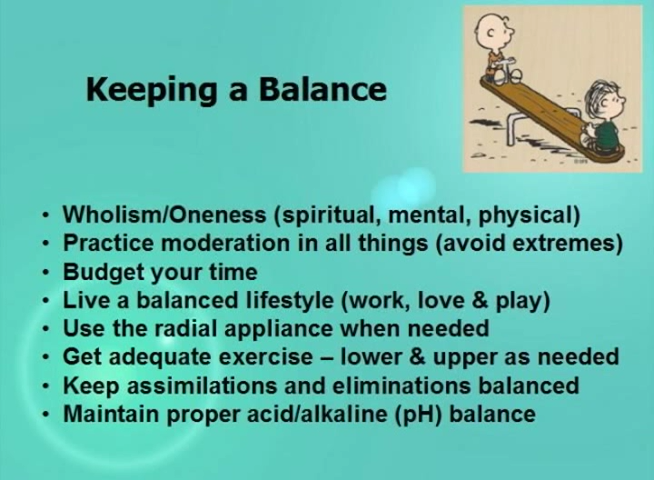 Keeping a Balance
• Wholism/Oneness (spiritual, mental, physical)
• Practice moderation in all things (avoid extremes)
• Budget your time
• Live a balanced lifestyle (work, love & play)
• Use the radial appliance when needed
• Get adequate exercise – lower & upper as needed
• Keep assimilations and eliminations balanced
• Maintain proper acid/alkaline (pH) balance